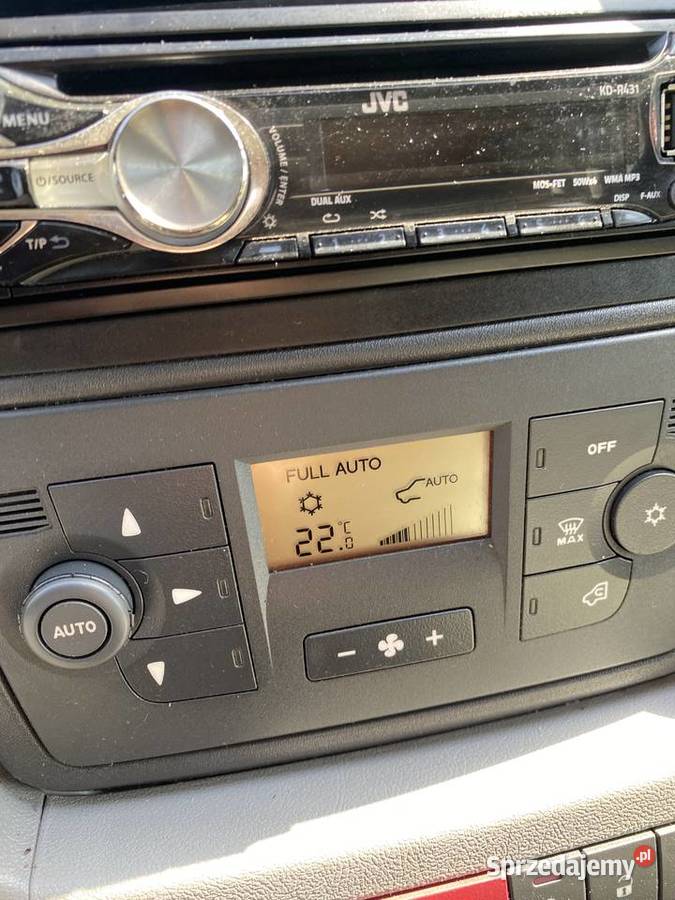 JVC
KD-R431
MENU
VOLUME / ENTER
/SOURCE
MOS-FET 50Wx4 WMA MP3
DUAL AUX
DISP F-AUX
T/P
FULL AUTO
AUTO
22.0 °C
OFF
MAX
AUTO
- +
Sprzedajemy.pl